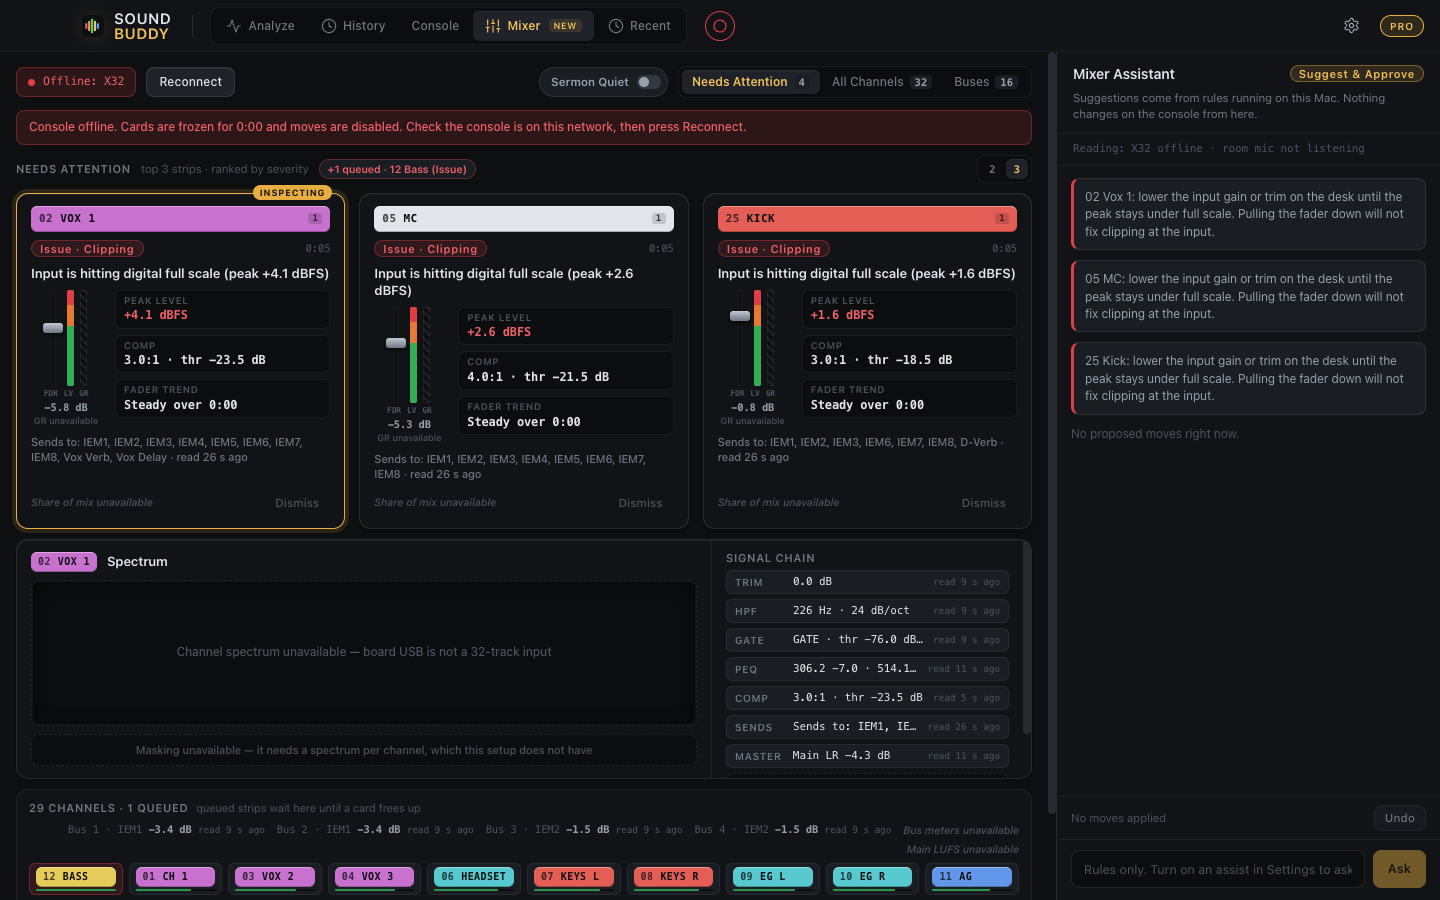 SOUND
BUDDY
Analyze
History
Console
Mixer NEW
Recent
PRO
Offline: X32
Reconnect
Sermon Quiet
Needs Attention 4
All Channels 32
Buses 16
Console offline. Cards are frozen for 0:00 and moves are disabled. Check the console is on this network, then press Reconnect.
NEEDS ATTENTION top 3 strips · ranked by severity +1 queued · 12 Bass (Issue)
2 3
INSPECTING
02 VOX 1 1
Issue · Clipping 0:05
Input is hitting digital full scale (peak +4.1 dBFS)
PEAK LEVEL
+4.1 dBFS
COMP
3.0:1 · thr −23.5 dB
FADER TREND
Steady over 0:00
FDR LV GR
−5.8 dB
GR unavailable
Sends to: IEM1, IEM2, IEM3, IEM4, IEM5, IEM6, IEM7,
IEM8, Vox Verb, Vox Delay · read 26 s ago
Share of mix unavailable Dismiss
05 MC 1
Issue · Clipping 0:05
Input is hitting digital full scale (peak +2.6
dBFS)
PEAK LEVEL
+2.6 dBFS
COMP
4.0:1 · thr −21.5 dB
FADER TREND
Steady over 0:00
FDR LV GR
−5.3 dB
GR unavailable
Sends to: IEM1, IEM2, IEM3, IEM4, IEM5, IEM6, IEM7,
IEM8 · read 26 s ago
Share of mix unavailable Dismiss
25 KICK 1
Issue · Clipping 0:05
Input is hitting digital full scale (peak +1.6 dBFS)
PEAK LEVEL
+1.6 dBFS
COMP
3.0:1 · thr −18.5 dB
FADER TREND
Steady over 0:00
FDR LV GR
−0.8 dB
GR unavailable
Sends to: IEM1, IEM2, IEM3, IEM6, IEM7, IEM8, D-Verb ·
read 26 s ago
Share of mix unavailable Dismiss
02 VOX 1 Spectrum
Channel spectrum unavailable — board USB is not a 32-track input
Masking unavailable — it needs a spectrum per channel, which this setup does not have
SIGNAL CHAIN
TRIM 0.0 dB read 9 s ago
HPF 226 Hz · 24 dB/oct read 9 s ago
GATE GATE · thr −76.0 dB… read 9 s ago
PEQ 306.2 −7.0 · 514.1… read 11 s ago
COMP 3.0:1 · thr −23.5 dB read 5 s ago
SENDS Sends to: IEM1, IE… read 26 s ago
MASTER Main LR −4.3 dB read 11 s ago
29 CHANNELS · 1 QUEUED queued strips wait here until a card frees up
Bus 1 · IEM1 −3.4 dB read 9 s ago Bus 2 · IEM1 −3.4 dB read 9 s ago Bus 3 · IEM2 −1.5 dB read 9 s ago Bus 4 · IEM2 −1.5 dB read 9 s ago Bus meters unavailable
Main LUFS unavailable
12 BASS
01 CH 1
03 VOX 2
04 VOX 3
06 HEADSET
07 KEYS L
08 KEYS R
09 EG L
10 EG R
11 AG
Mixer Assistant Suggest & Approve
Suggestions come from rules running on this Mac. Nothing
changes on the console from here.
Reading: X32 offline · room mic not listening
02 Vox 1: lower the input gain or trim on the desk until the
peak stays under full scale. Pulling the fader down will not
fix clipping at the input.
05 MC: lower the input gain or trim on the desk until the
peak stays under full scale. Pulling the fader down will not
fix clipping at the input.
25 Kick: lower the input gain or trim on the desk until the
peak stays under full scale. Pulling the fader down will not
fix clipping at the input.
No proposed moves right now.
No moves applied Undo
Rules only. Turn on an assist in Settings to ask Ask